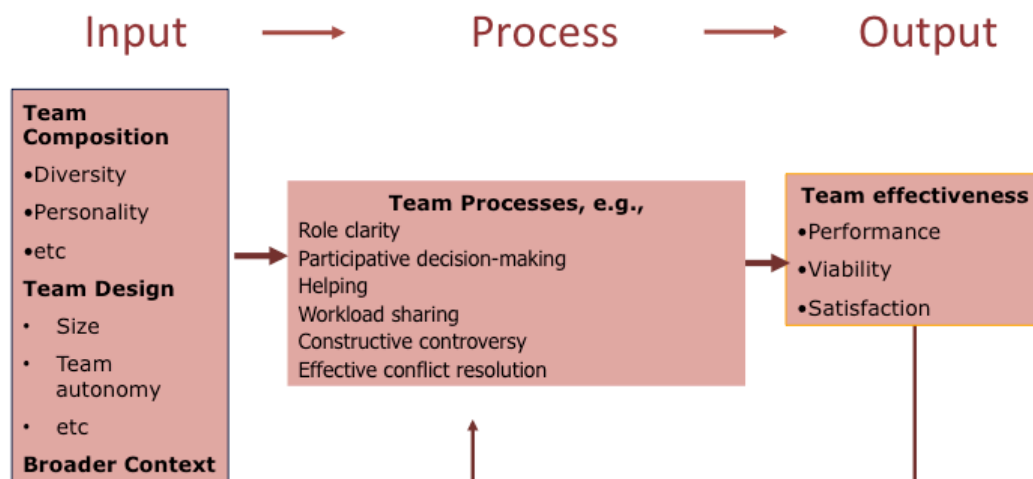 Input
Process
Output
Team
Composition
•Diversity
•Personality
•etc
Team Design
• Size
• Team
autonomy
• etc
Broader Context
Team Processes, e.g.,
Role clarity
Participative decision-making
Helping
Workload sharing
Constructive controversy
Effective conflict resolution
Team effectiveness
•Performance
•Viability
•Satisfaction